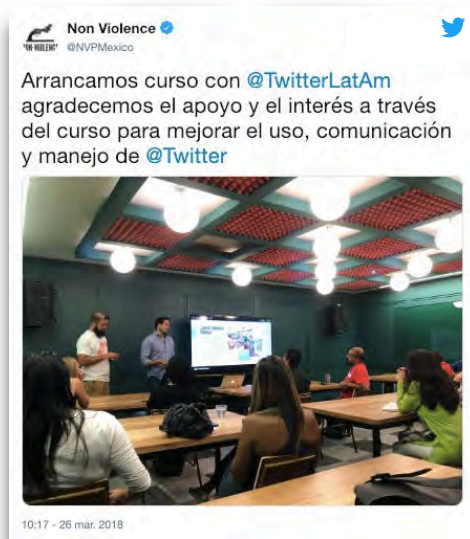 Non Violence
@NVPMexico
Arrancamos curso con @TwitterLatAm
agradecemos el apoyo y el interés a través
del curso para mejorar el uso, comunicación
y manejo de @Twitter
10:17 - 26 mar. 2018